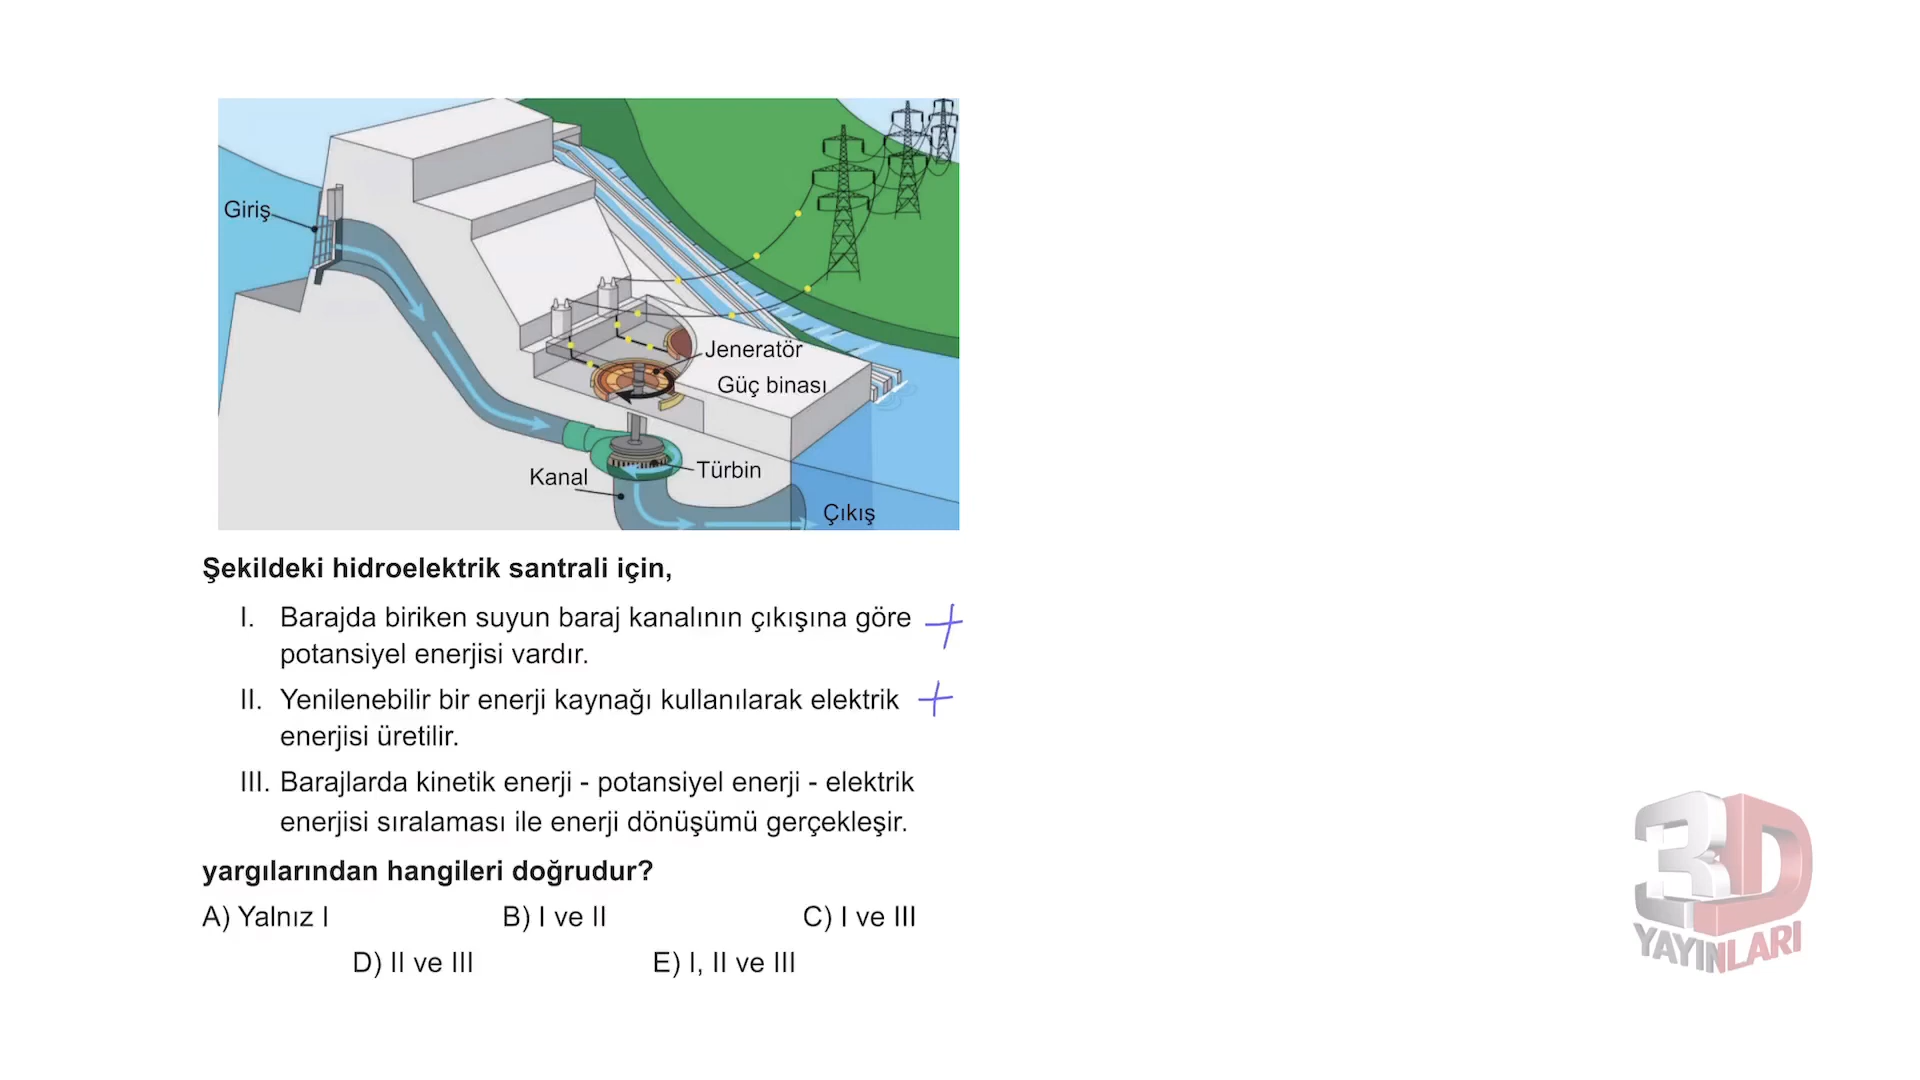 Giriş
Jeneratör
Güç binası
Kanal
Türbin
Çıkış
Şekildeki hidroelektrik santrali için,
I. Barajda biriken suyun baraj kanalının çıkışına göre +
potansiyel enerjisi vardır.
II. Yenilenebilir bir enerji kaynağı kullanılarak elektrik +
enerjisi üretilir.
III. Barajlarda kinetik enerji - potansiyel enerji - elektrik
enerjisi sıralaması ile enerji dönüşümü gerçekleşir.
yargılarından hangileri doğrudur?
A) Yalnız I B) I ve II C) I ve III
D) II ve III E) I, II ve III
3D
YAYINLARI